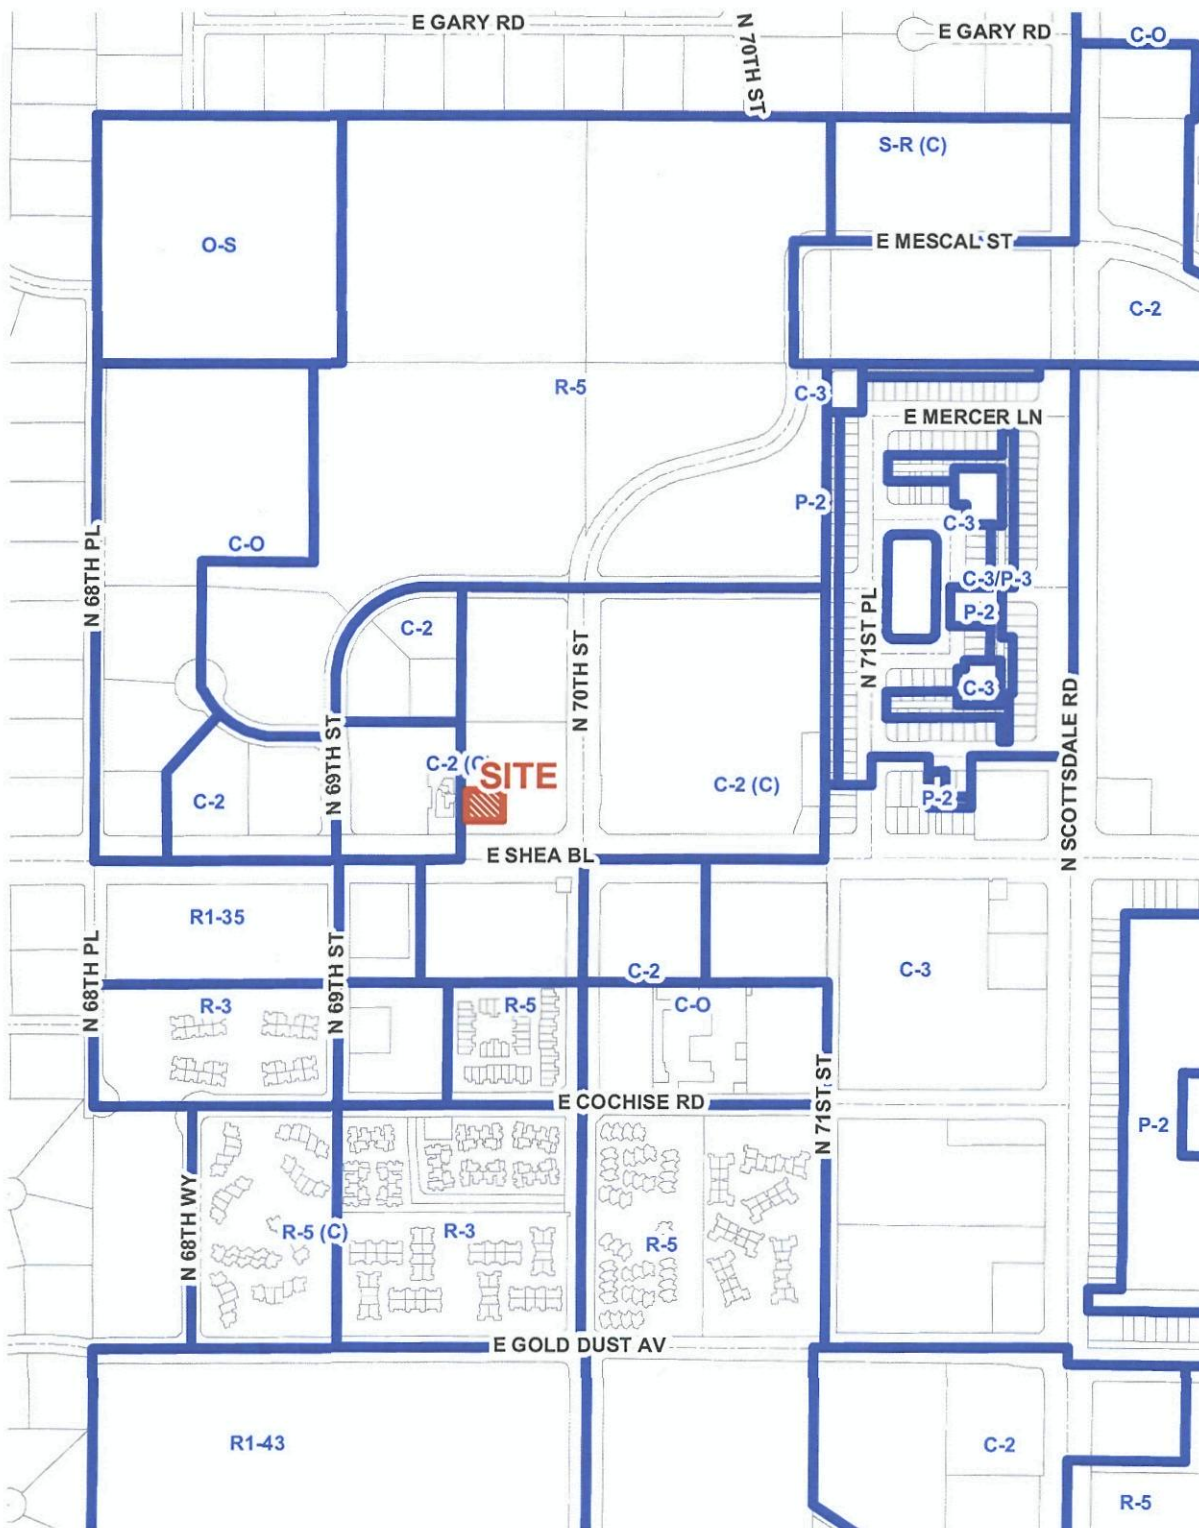 E GARY RD
N 70TH ST
E GARY RD
C-O
S-R (C)
O-S
E MESCAL ST
C-2
R-5
C-3
E MERCER LN
P-2
C-3
N 68TH PL
C-O
C-3/P-3
P-2
N 71ST PL
C-2
N 70TH ST
C-3
N SCOTTSDALE RD
N 69TH ST
C-2 (C)
SITE
C-2 (C)
C-2
P-2
E SHEA BL
R1-35
N 68TH PL
N 69TH ST
C-2
C-3
R-3
R-5
C-O
N 71ST ST
E COCHISE RD
P-2
N 68TH WY
R-5 (C)
R-3
R-5
E GOLD DUST AV
R1-43
C-2
R-5